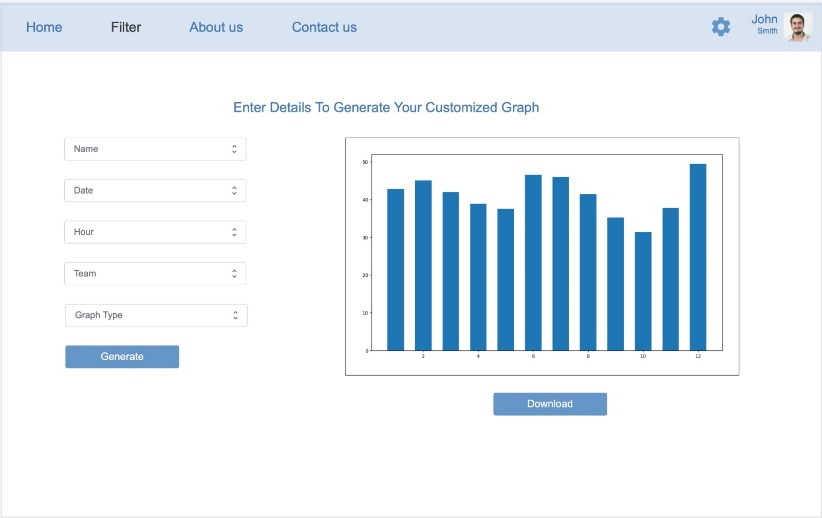 Home
Filter
About us
Contact us
John
Smith
Enter Details To Generate Your Customized Graph
Name
Date
Hour
Team
Graph Type
Generate
50
40
30
20
10
0
2
4
6
8
10
12
Download